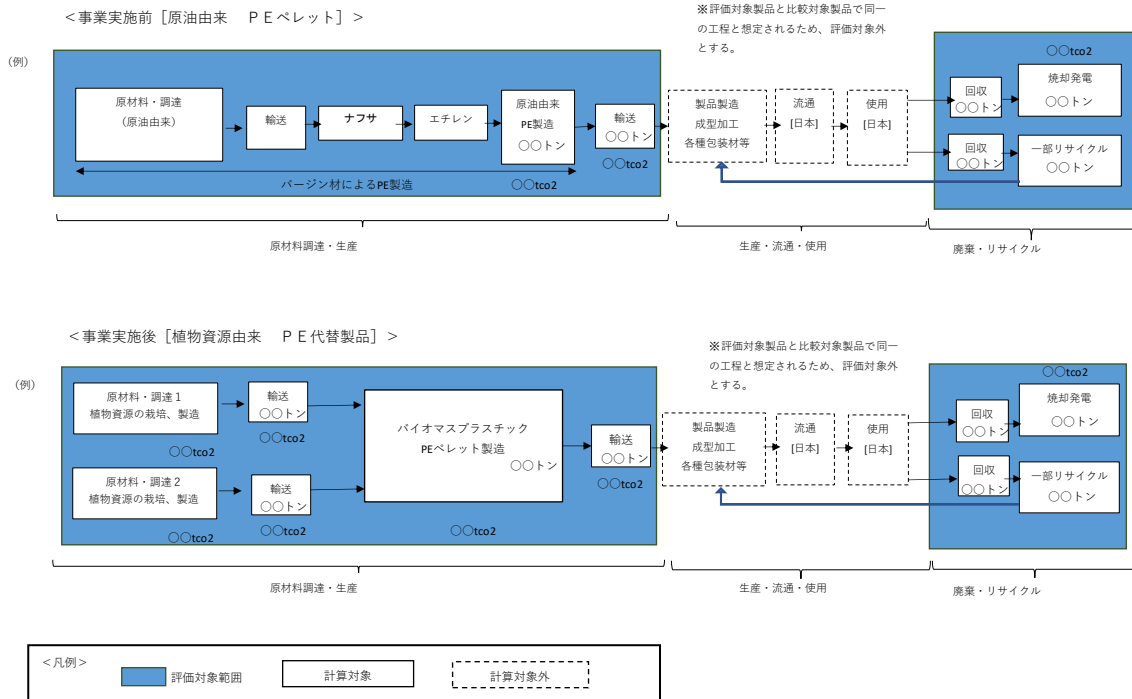 ＜事業実施前［原油由来　ＰＥペレット］＞
※評価対象製品と比較対象製品で同一
の工程と想定されるため、評価対象外
とする。
（例）
原材料・調達
（原油由来）
輸送
ナフサ
エチレン
原油由来
PE製造
〇〇トン
輸送
〇〇トン
〇〇tco2
バージン材によるPE製造
〇〇tco2
製品製造
成型加工
各種包装材等
流通
[日本]
使用
[日本]
〇〇tco2
回収
〇〇トン
焼却発電
〇〇トン
回収
〇〇トン
一部リサイクル
〇〇トン
原材料調達・生産
生産・流通・使用
廃棄・リサイクル
＜事業実施後［植物資源由来　ＰＥ代替製品］＞
※評価対象製品と比較対象製品で同一
の工程と想定されるため、評価対象外
とする。
（例）
原材料・調達１
植物資源の栽培、製造
〇〇tco2
輸送
〇〇トン
〇〇tco2
原材料・調達２
植物資源の栽培、製造
〇〇tco2
輸送
〇〇トン
〇〇tco2
バイオマスプラスチック
PEペレット製造
〇〇トン
〇〇tco2
輸送
〇〇トン
〇〇tco2
製品製造
成型加工
各種包装材等
流通
[日本]
使用
[日本]
〇〇tco2
回収
〇〇トン
焼却発電
〇〇トン
回収
〇〇トン
一部リサイクル
〇〇トン
原材料調達・生産
生産・流通・使用
廃棄・リサイクル
＜凡例＞
評価対象範囲
計算対象
計算対象外